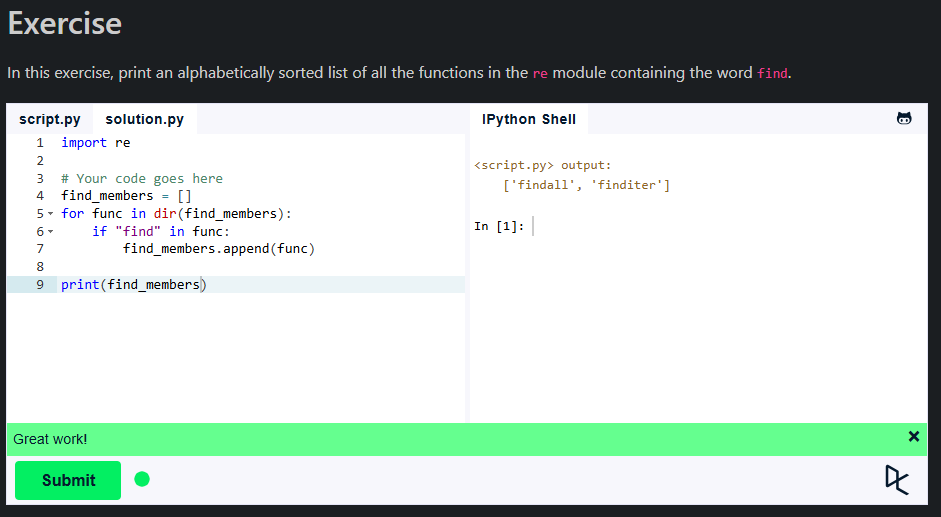 Exercise
In this exercise, print an alphabetically sorted list of all the functions in the re module containing the word find.
script.py solution.py
1 import re
2
3 # Your code goes here
4 find_members = []
5 for func in dir(find_members):
6 if "find" in func:
7 find_members.append(func)
8
9 print(find_members)
IPython Shell
<script.py> output:
['findall', 'finditer']
In [1]:
Great work!
Submit